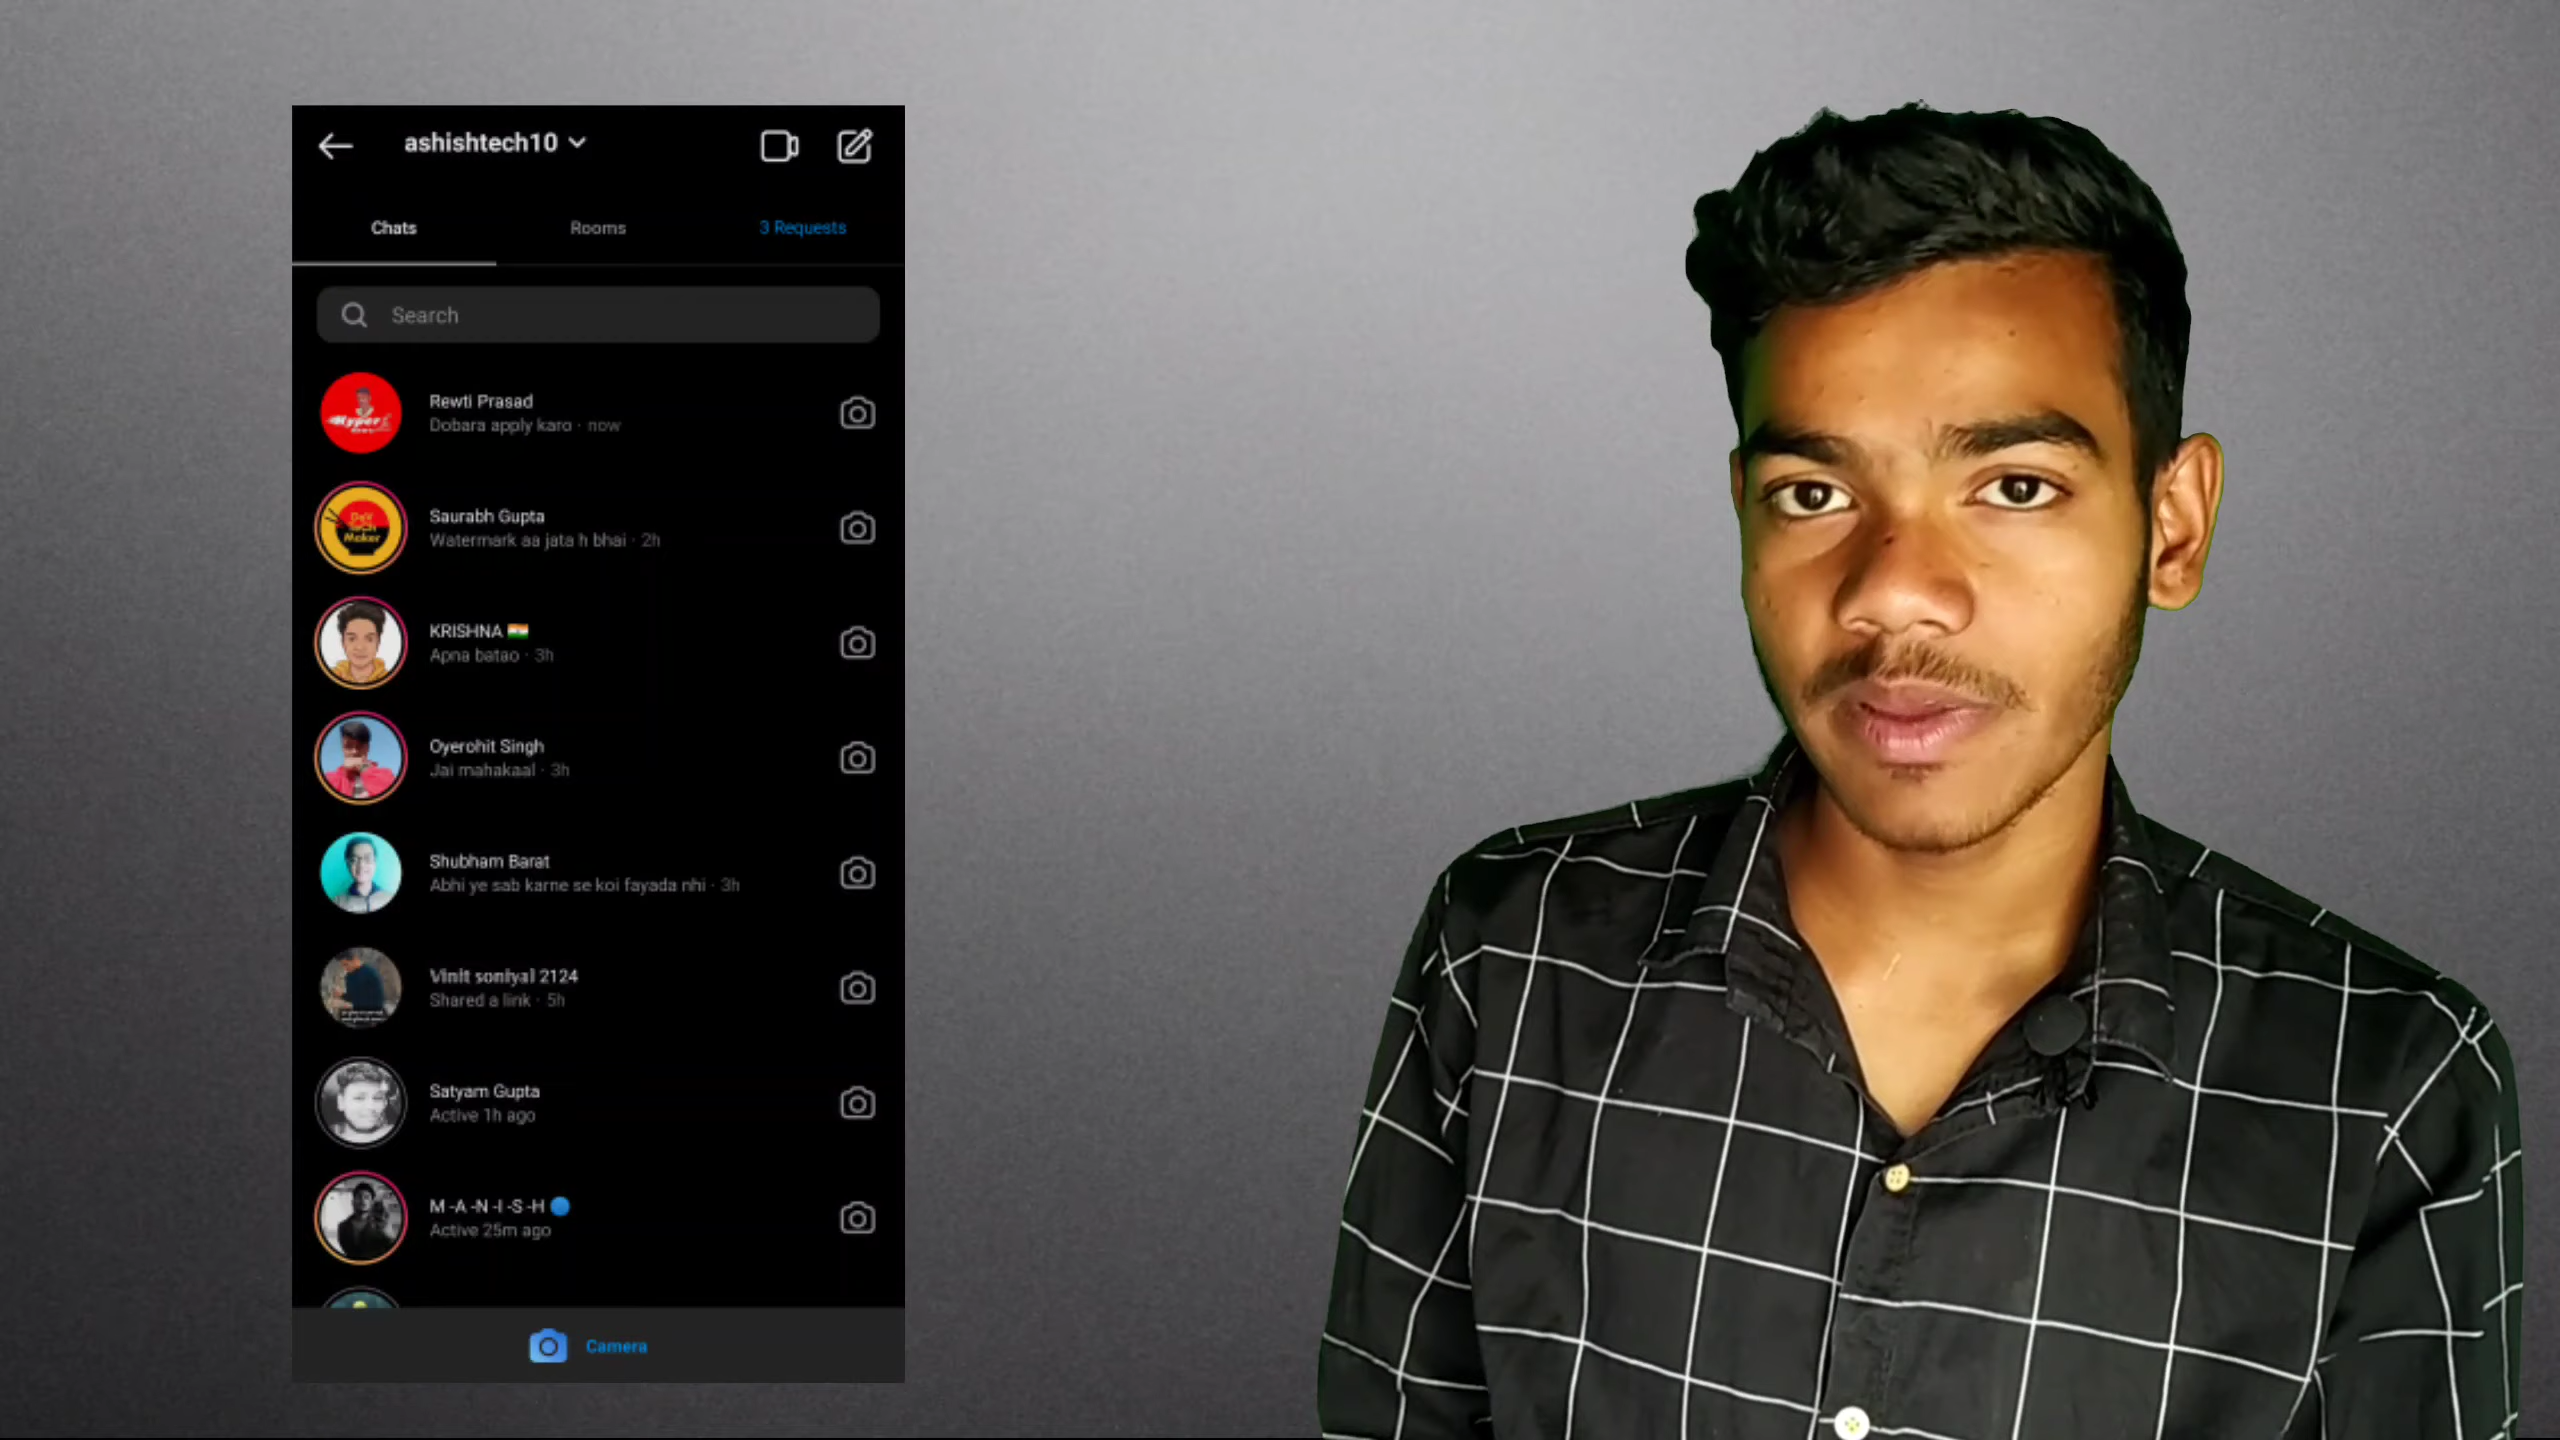 ashishtech10
Chats
Rooms
3 Requests
Search
Rewti Prasad
Dobara apply karo · now
Saurabh Gupta
Watermark aa jata h bhai · 2h
KRISHNA 🇮🇳
Apna batao · 3h
Oyerohit Singh
Jai mahakaal · 3h
Shubham Barat
Abhi ye sab karne se koi fayada nhi · 3h
Vinit soniyal 2124
Shared a link · 5h
Satyam Gupta
Active 1h ago
M -A -N -I -S -H 🔵
Active 25m ago
Camera